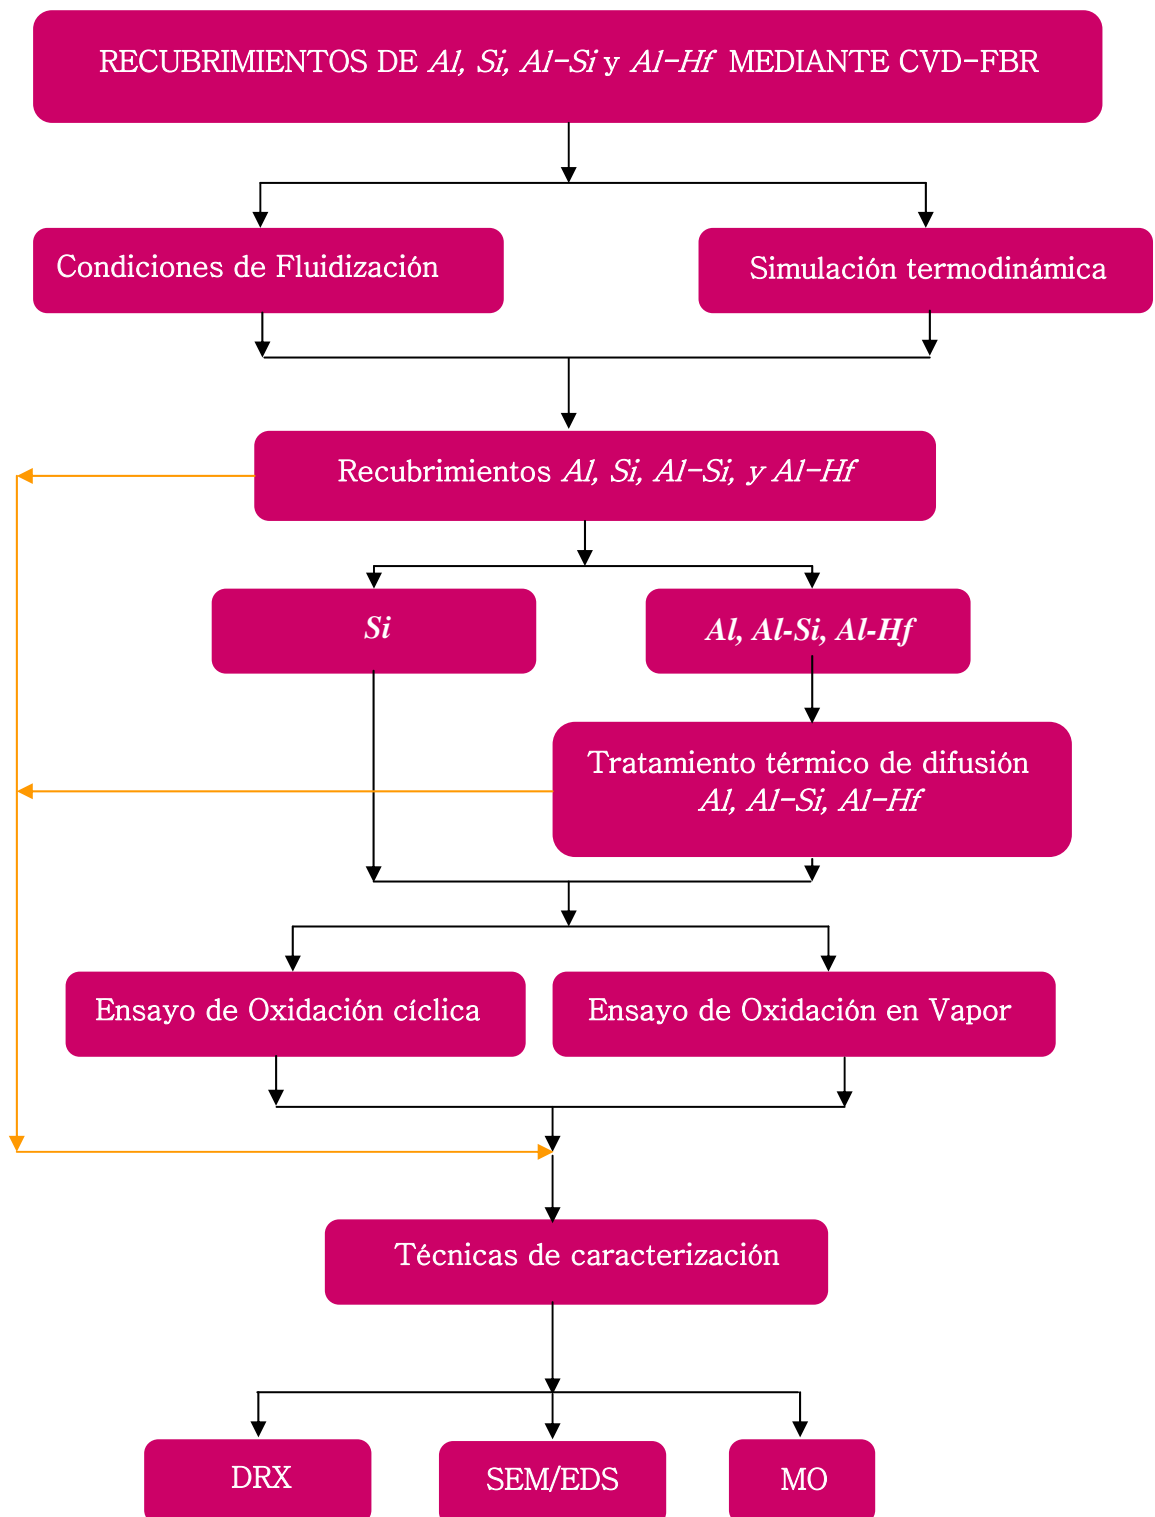 RECUBRIMIENTOS DE Al, Si, Al-Si y Al-Hf MEDIANTE CVD-FBR
Condiciones de Fluidización
Simulación termodinámica
Recubrimientos Al, Si, Al-Si, y Al-Hf
Si
Al, Al-Si, Al-Hf
Tratamiento térmico de difusión
Al, Al-Si, Al-Hf
Ensayo de Oxidación cíclica
Ensayo de Oxidación en Vapor
Técnicas de caracterización
DRX
SEM/EDS
MO